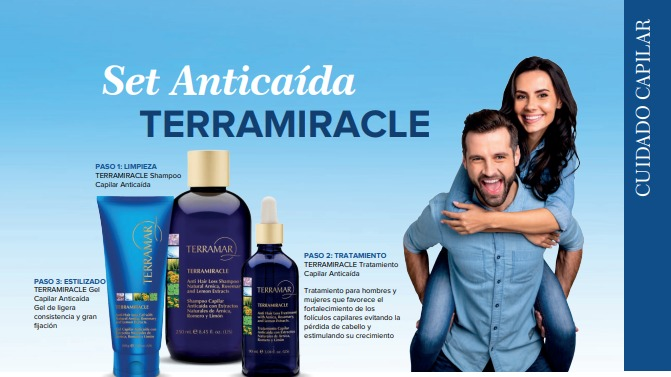 Set Anticaída
TERRAMIRACLE
CUIDADO CAPILAR
PASO 1: LIMPIEZA
TERRAMIRACLE Shampoo
Capilar Anticaída
PASO 2: TRATAMIENTO
TERRAMIRACLE Tratamiento
Capilar Anticaída
Tratamiento para hombres y
mujeres que favorece el
fortalecimiento de los
folículos capilares evitando la
pérdida de cabello y
estimulando su crecimiento
PASO 3: ESTILIZADO
TERRAMIRACLE Gel
Capilar Anticaída
Gel de ligera
consistencia y gran
fijación
TERRAMAR
TERRAMIRACLE
TERRAMAR
TERRAMIRACLE
Anti Hair Loss Shampoo
Natural Arnica, Rosemary
and Lemon Extracts
Shampoo Capilar
Anticaída con Extractos
Naturales de Árnica,
Romero y Limón
TERRAMAR
TERRAMIRACLE